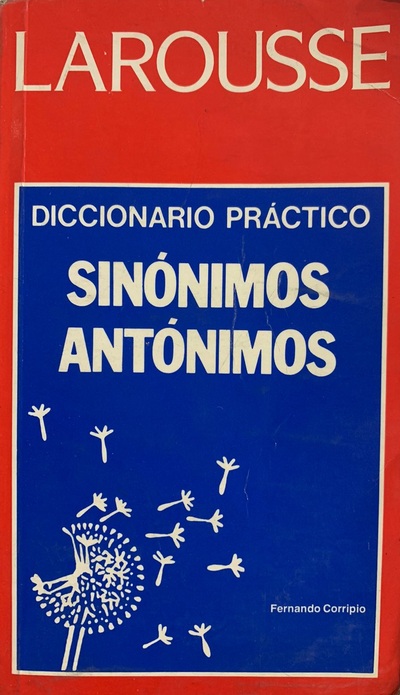 LAROUSSE
DICCIONARIO PRÁCTICO
SINÓNIMOS
ANTÓNIMOS
Fernando Corripio